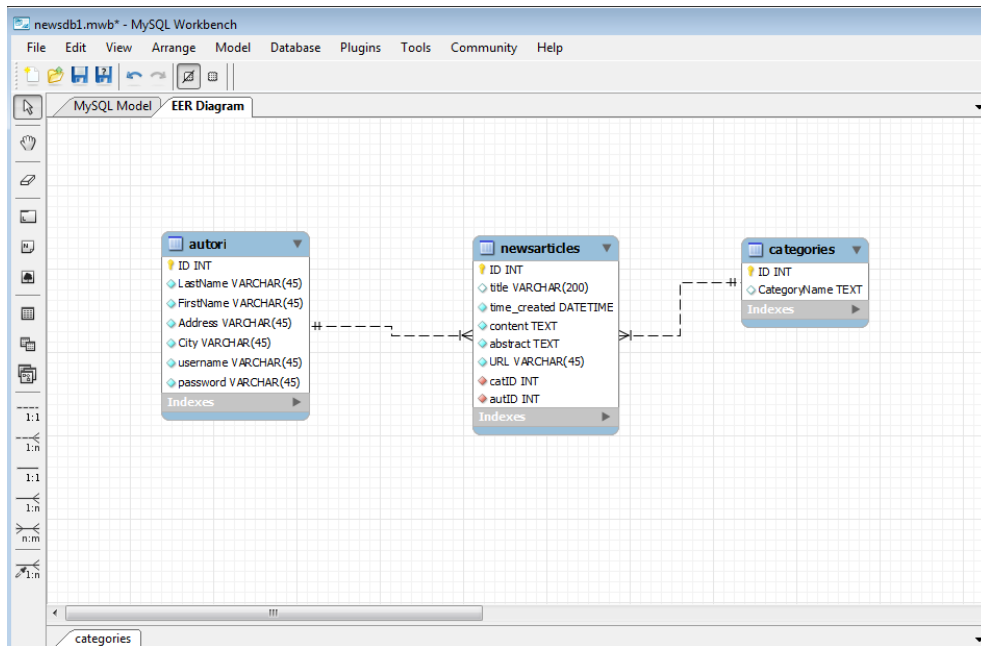 newsdb1.mwb* - MySQL Workbench
File Edit View Arrange Model Database Plugins Tools Community Help
MySQL Model EER Diagram
autori
ID INT
LastName VARCHAR(45)
FirstName VARCHAR(45)
Address VARCHAR(45)
City VARCHAR(45)
username VARCHAR(45)
password VARCHAR(45)
Indexes
newsarticles
ID INT
title VARCHAR(200)
time_created DATETIME
content TEXT
abstract TEXT
URL VARCHAR(45)
catID INT
autID INT
Indexes
categories
ID INT
CategoryName TEXT
Indexes
1:1
1:n
1:1
1:n
n:m
1:n
categories